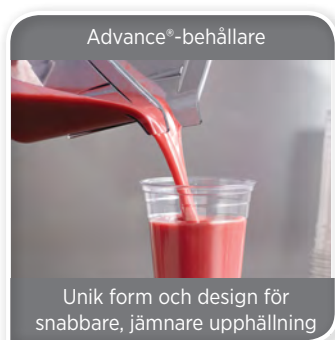 Advance®-behållare
Unik form och design för
snabbare, jämnare upphällning